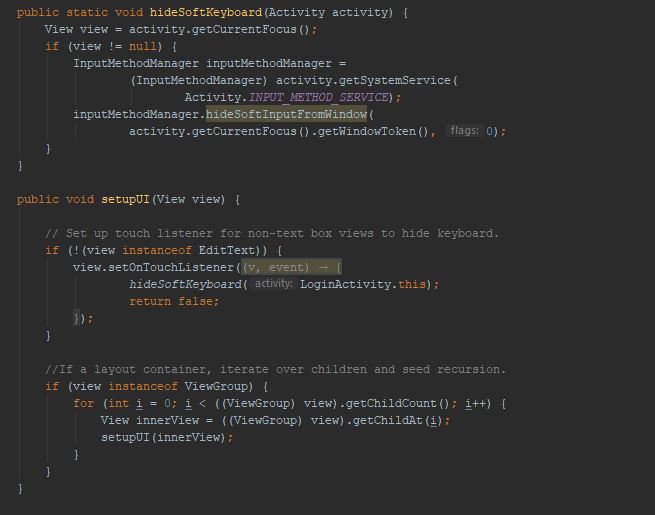 public static void hideSoftKeyboard(Activity activity) {
    View view = activity.getCurrentFocus();
    if (view != null) {
        InputMethodManager inputMethodManager =
                (InputMethodManager) activity.getSystemService(
                        Activity.INPUT_METHOD_SERVICE);
        inputMethodManager.hideSoftInputFromWindow(
                activity.getCurrentFocus().getWindowToken(), flags: 0);
    }
}
public void setupUI(View view) {
    // Set up touch listener for non-text box views to hide keyboard.
    if (!(view instanceof EditText)) {
        view.setOnTouchListener((v, event) → {
                hideSoftKeyboard( activity: LoginActivity.this);
                return false;
        });
    }
    //If a layout container, iterate over children and seed recursion.
    if (view instanceof ViewGroup) {
        for (int i = 0; i < ((ViewGroup) view).getChildCount(); i++) {
            View innerView = ((ViewGroup) view).getChildAt(i);
            setupUI(innerView);
        }
    }
}